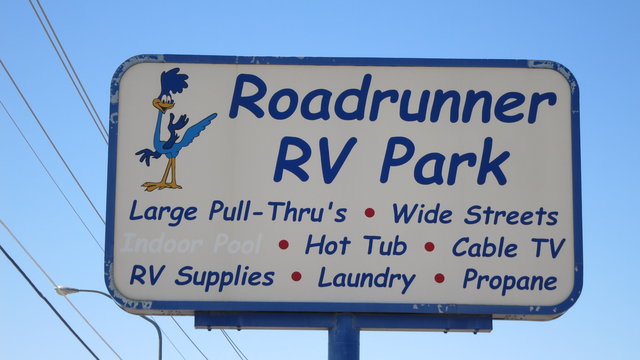 Roadrunner
RV Park
Large Pull-Thru's • Wide Streets
Indoor Pool • Hot Tub • Cable TV
RV Supplies • Laundry • Propane